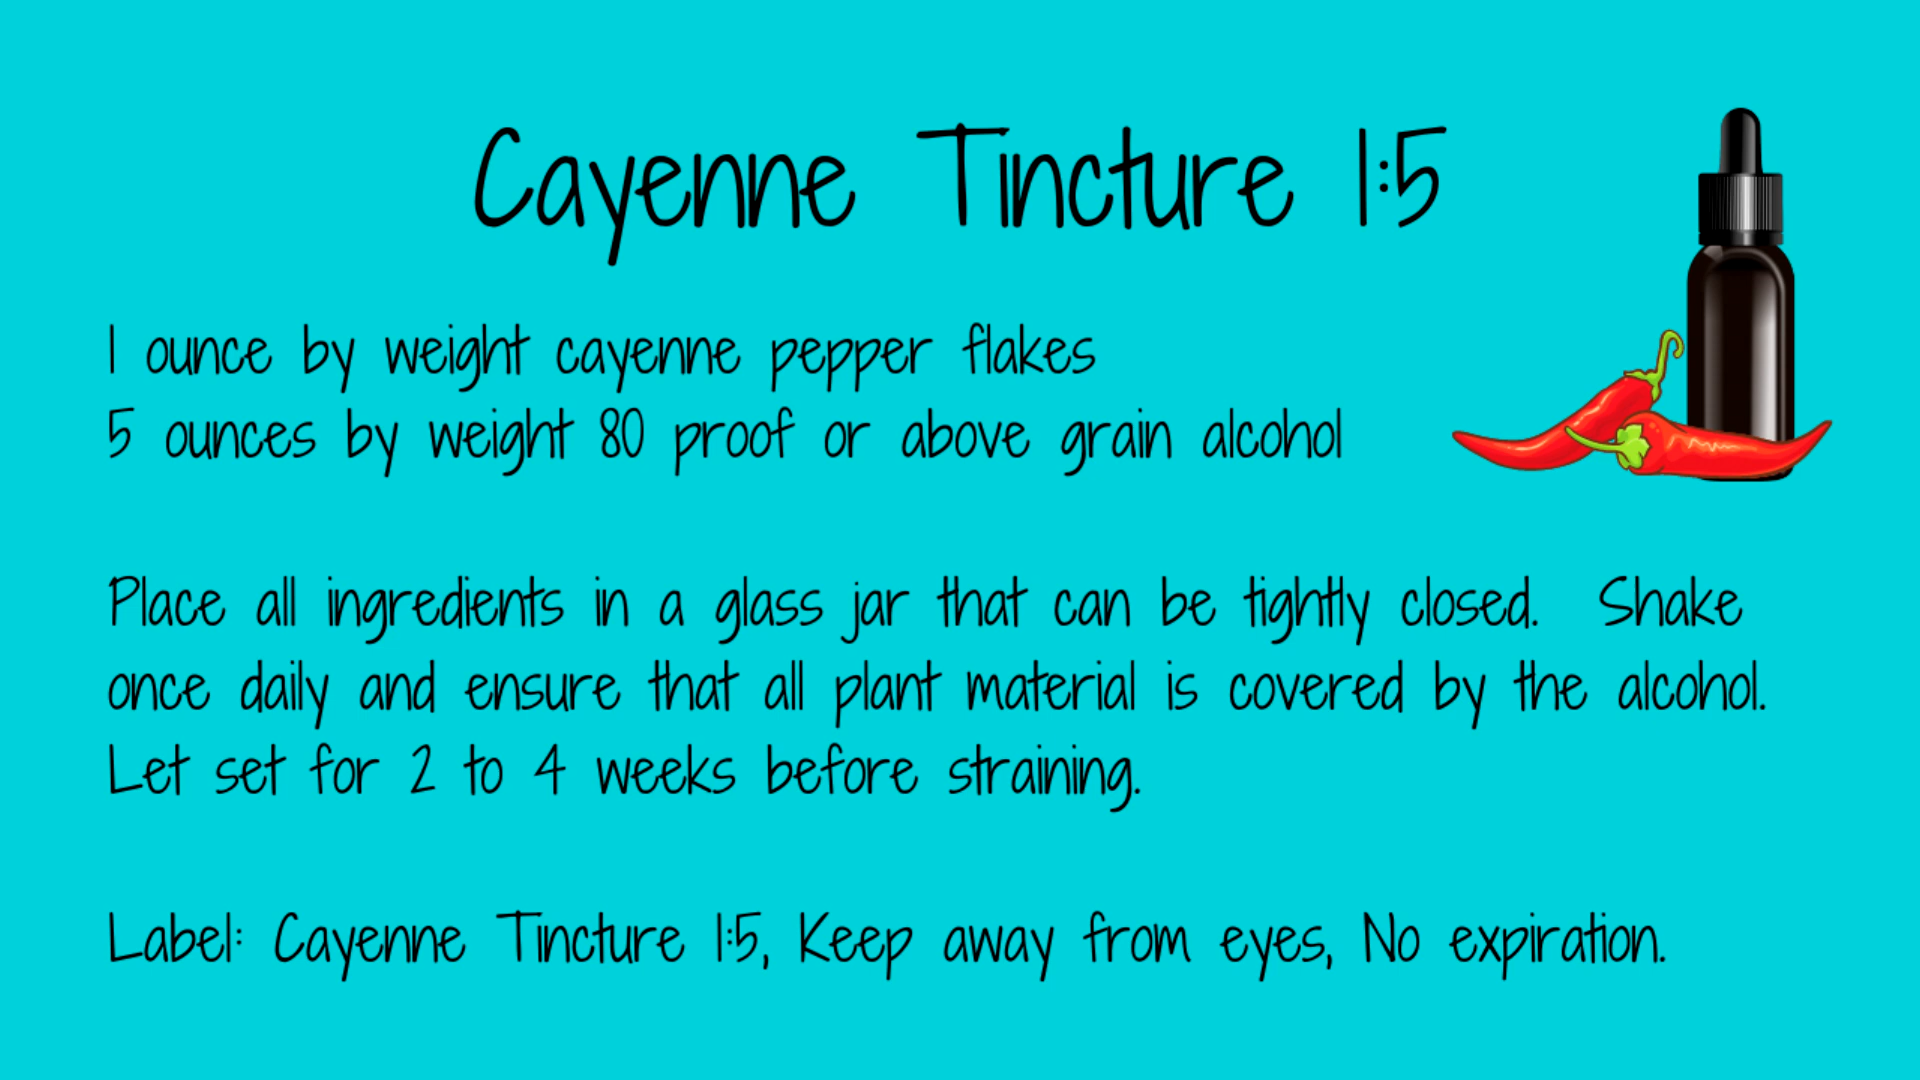 Cayenne Tincture 1:5
1 ounce by weight cayenne pepper flakes
5 ounces by weight 80 proof or above grain alcohol
Place all ingredients in a glass jar that can be tightly closed. Shake
once daily and ensure that all plant material is covered by the alcohol.
Let set for 2 to 4 weeks before straining.
Label: Cayenne Tincture 1:5, Keep away from eyes, No expiration.